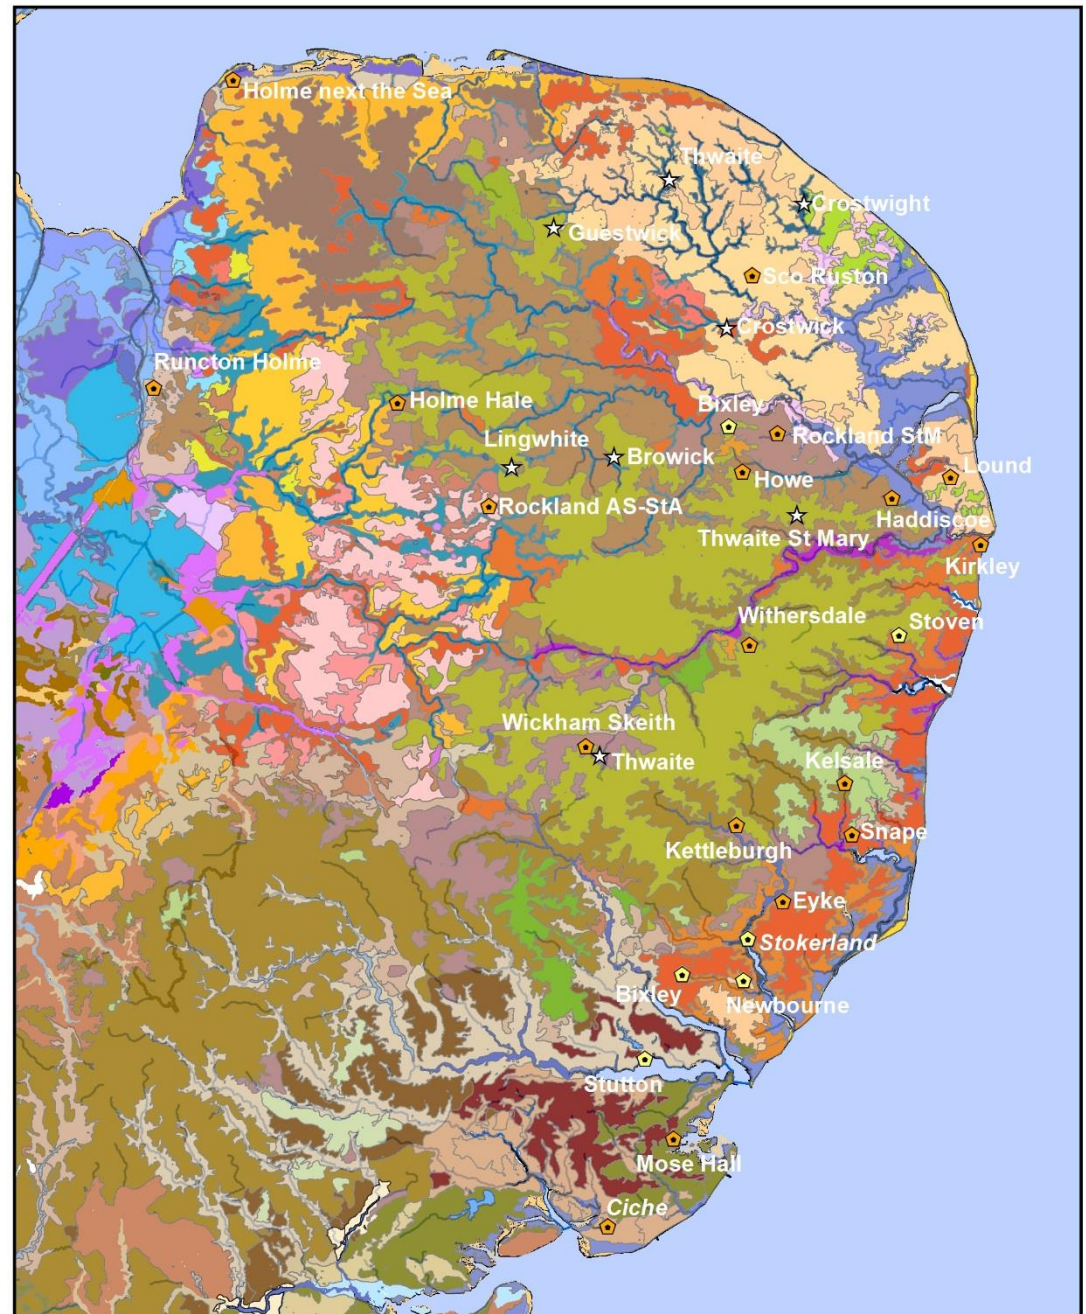 Holme next the Sea
Thwaite
Crostwight
Guestwick
Sco Ruston
Crostwick
Runcton Holme
Holme Hale
Bixley
Rockland StM
Lingwhite
Browick
Howe
Lound
Rockland AS-StA
Haddiscoe
Thwaite St Mary
Kirkley
Withersdale
Stoven
Wickham Skeith
Thwaite
Kelsale
Snape
Kettleburgh
Eyke
Stokerland
Bixley
Newbourne
Stutton
Mose Hall
Ciche